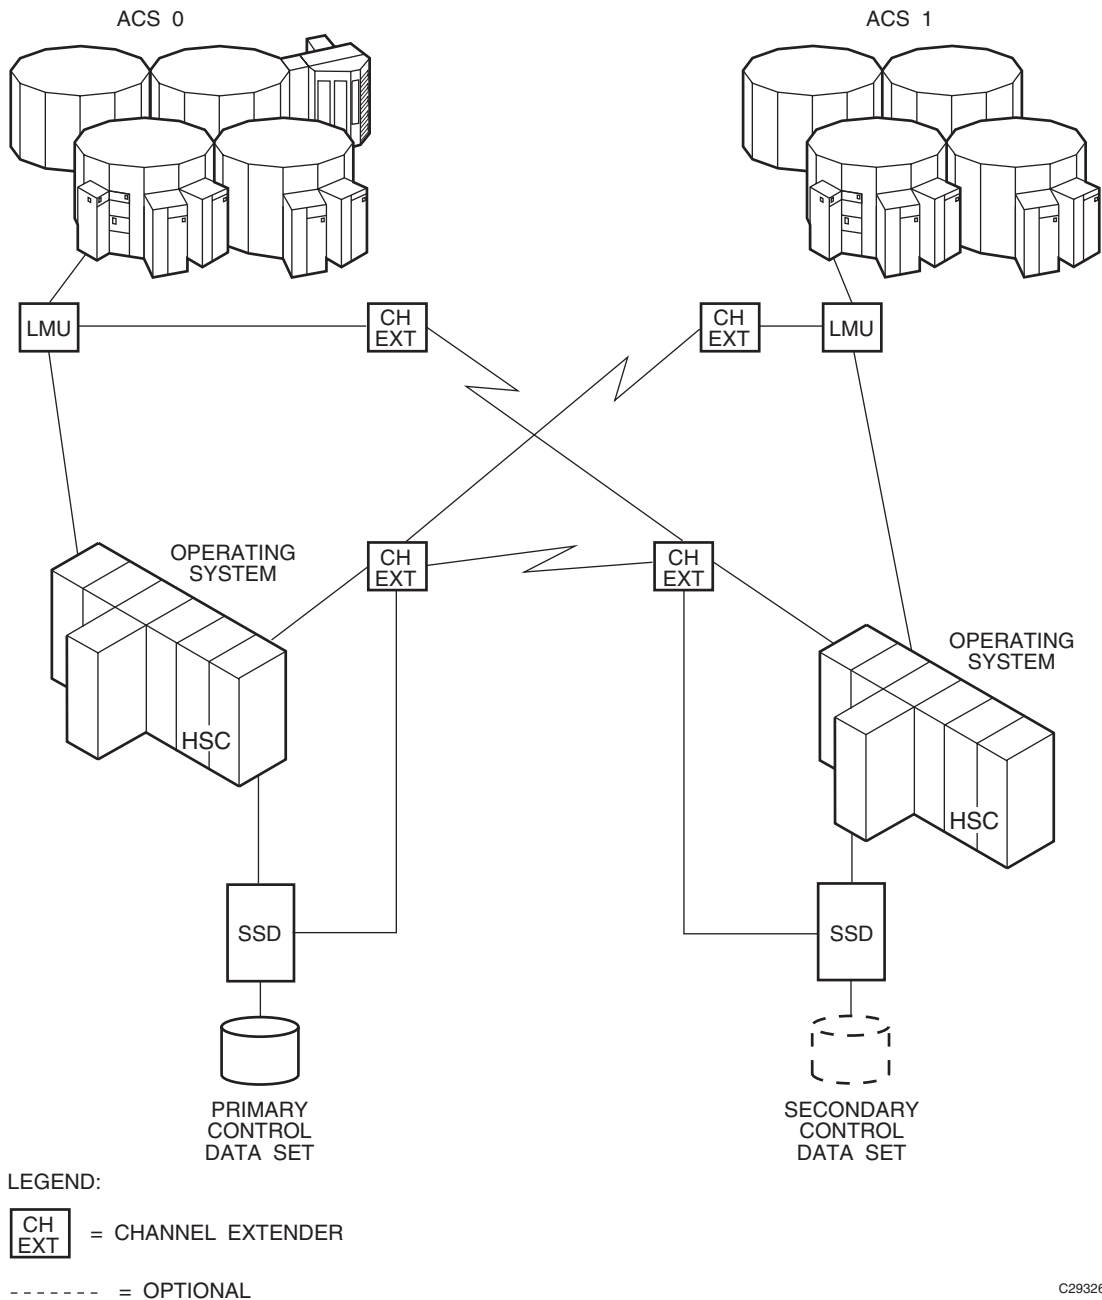 ACS 0
ACS 1
LMU
CH
EXT
CH
EXT
LMU
OPERATING
SYSTEM
CH
EXT
CH
EXT
OPERATING
SYSTEM
HSC
HSC
SSD
SSD
PRIMARY
CONTROL
DATA SET
SECONDARY
CONTROL
DATA SET
LEGEND:
CH
EXT
= CHANNEL EXTENDER
------- = OPTIONAL
C29326